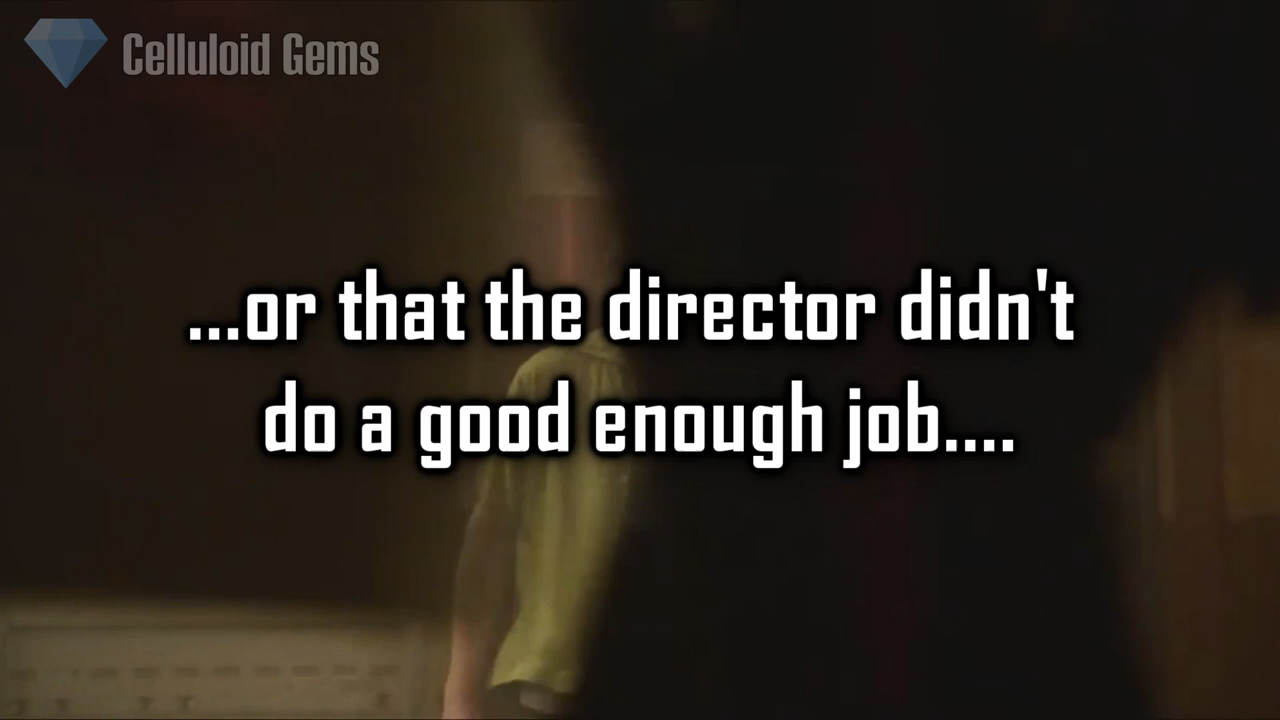 Celluloid Gems
...or that the director didn't
do a good enough job....